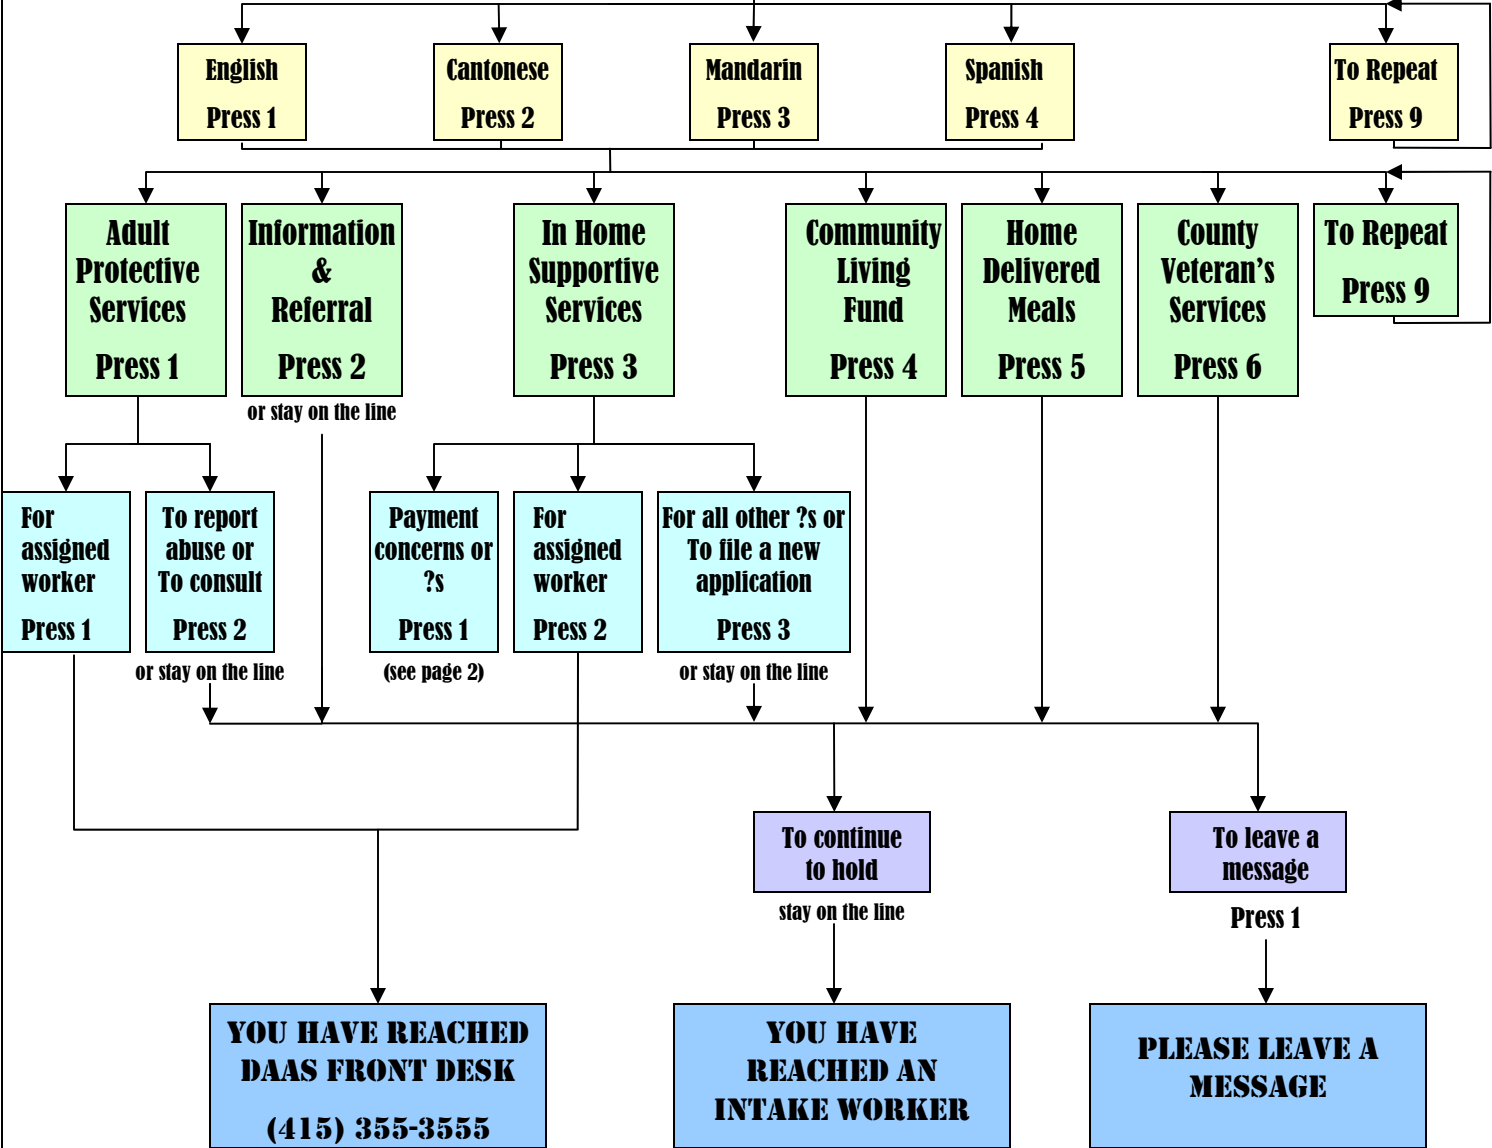 English
Press 1
Cantonese
Press 2
Mandarin
Press 3
Spanish
Press 4
To Repeat
Press 9
Adult
Protective
Services
Press 1
Information
&
Referral
Press 2
or stay on the line
In Home
Supportive
Services
Press 3
Community
Living
Fund
Press 4
Home
Delivered
Meals
Press 5
County
Veteran's
Services
Press 6
To Repeat
Press 9
For
assigned
worker
Press 1
To report
abuse or
To consult
Press 2
or stay on the line
Payment
concerns or
?s
Press 1
(see page 2)
For
assigned
worker
Press 2
For all other ?s or
To file a new
application
Press 3
or stay on the line
To continue
to hold
stay on the line
To leave a
message
Press 1
YOU HAVE REACHED
DAAS FRONT DESK
(415) 355-3555
YOU HAVE
REACHED AN
INTAKE WORKER
PLEASE LEAVE A
MESSAGE